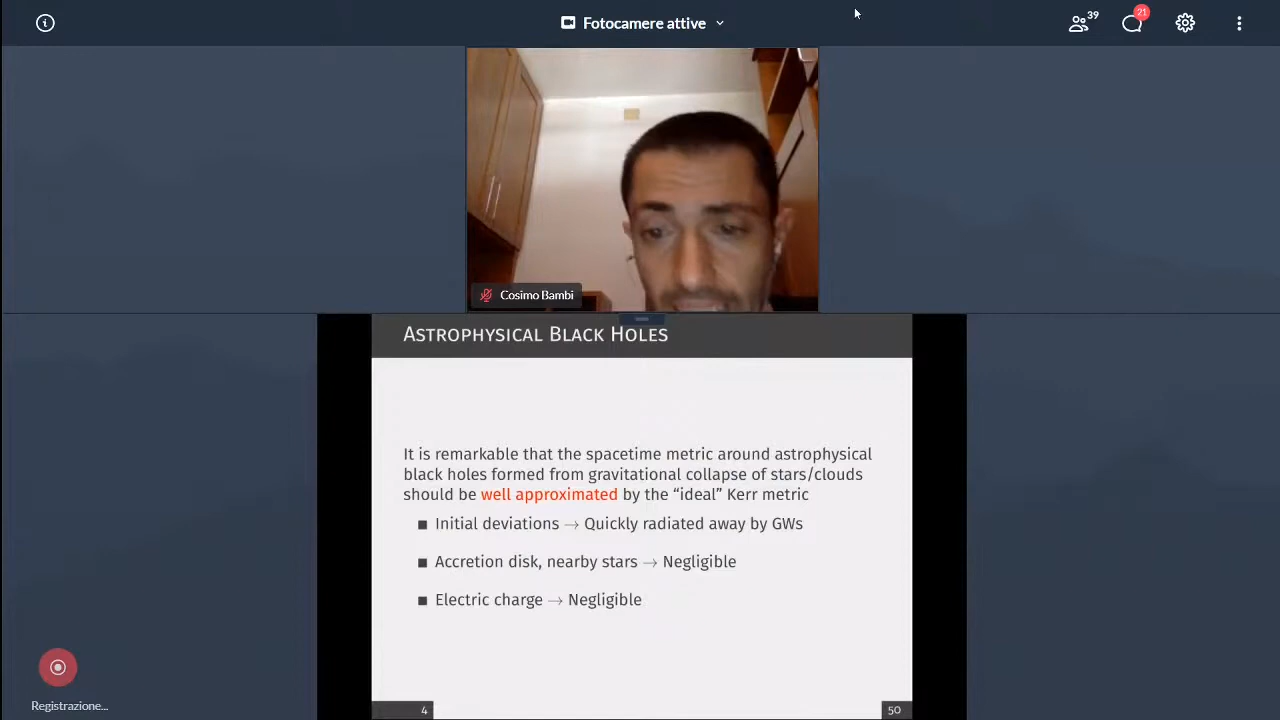 Fotocamere attive
39
21
Cosimo Bambi
Astrophysical Black Holes
It is remarkable that the spacetime metric around astrophysical
black holes formed from gravitational collapse of stars/clouds
should be well approximated by the “ideal” Kerr metric
■ Initial deviations → Quickly radiated away by GWs
■ Accretion disk, nearby stars → Negligible
■ Electric charge → Negligible
Registrazione...
4
50